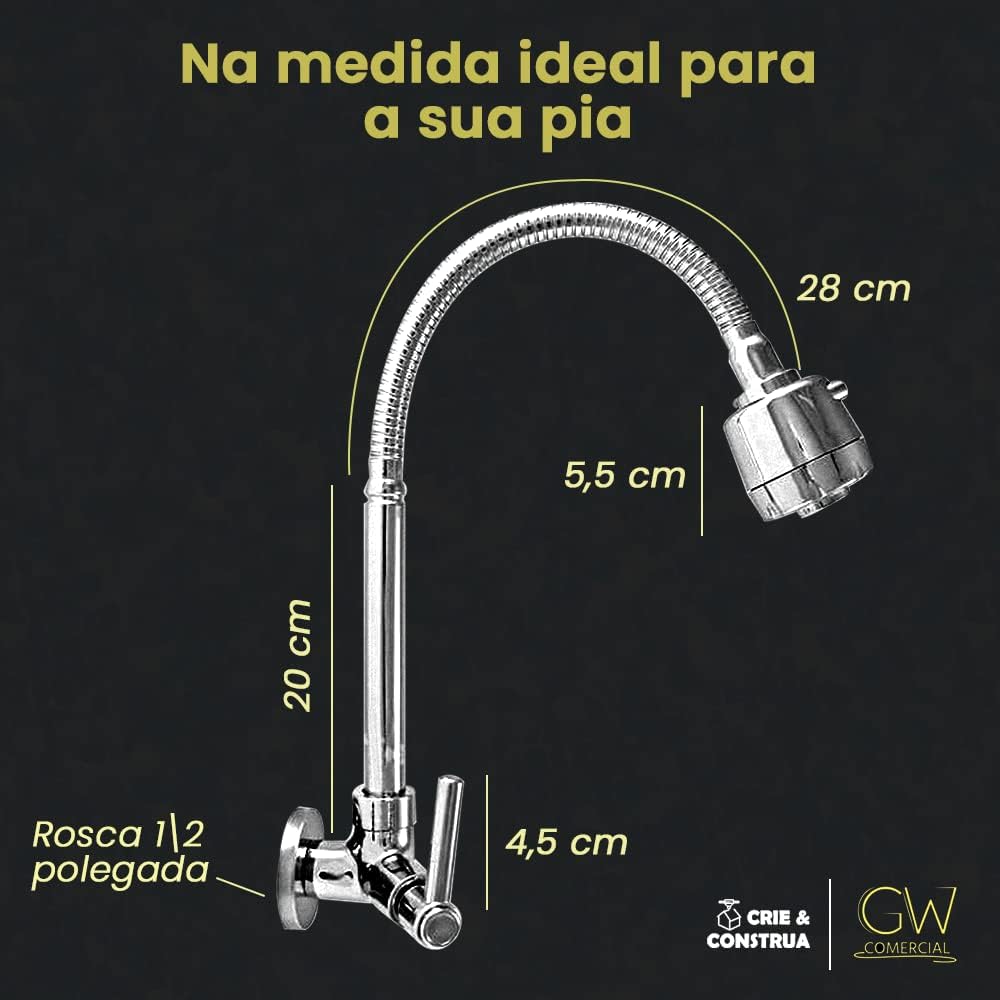 Na medida ideal para
a sua pia
28 cm
5,5 cm
20 cm
Rosca 1\2
polegada
4,5 cm
CRIE &
CONSTRUA
GW
COMERCIAL